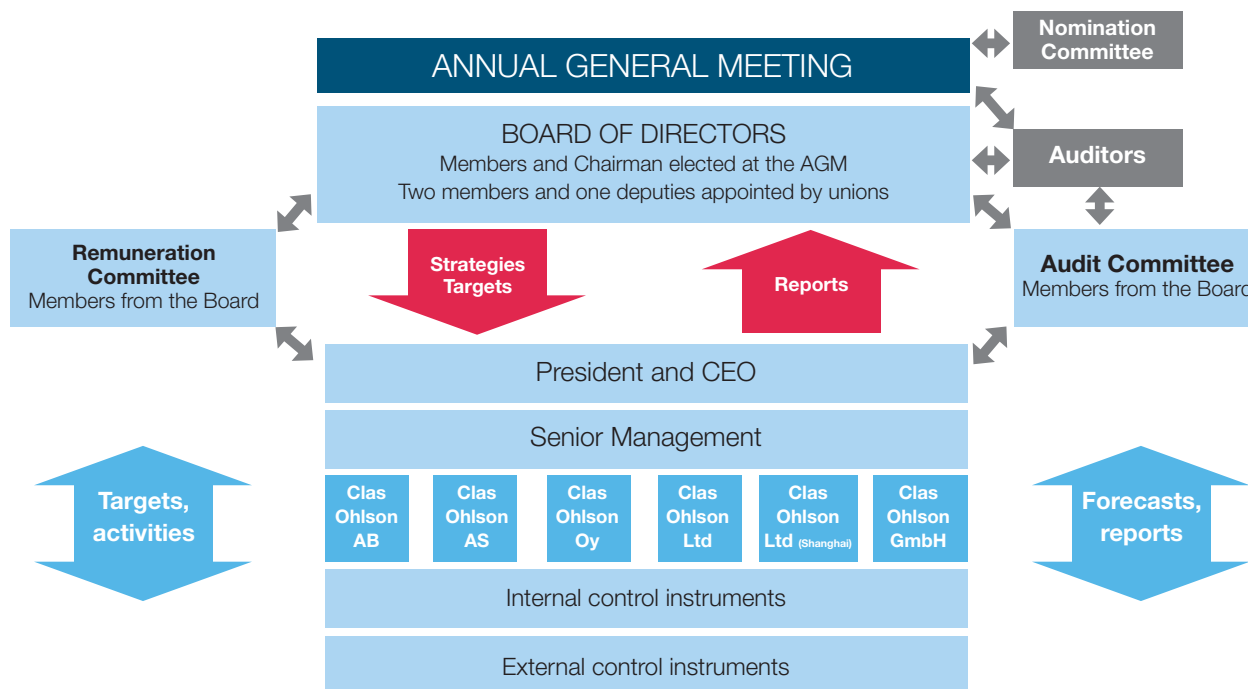 Nomination
Committee
ANNUAL GENERAL MEETING
BOARD OF DIRECTORS
Members and Chairman elected at the AGM
Two members and one deputies appointed by unions
Auditors
Remuneration
Committee
Members from the Board
Strategies
Targets
Reports
Audit Committee
Members from the Board
President and CEO
Senior Management
Targets,
activities
Clas
Ohlson
AB
Clas
Ohlson
AS
Clas
Ohlson
Oy
Clas
Ohlson
Ltd
Clas
Ohlson
Ltd (Shanghai)
Clas
Ohlson
GmbH
Forecasts,
reports
Internal control instruments
External control instruments